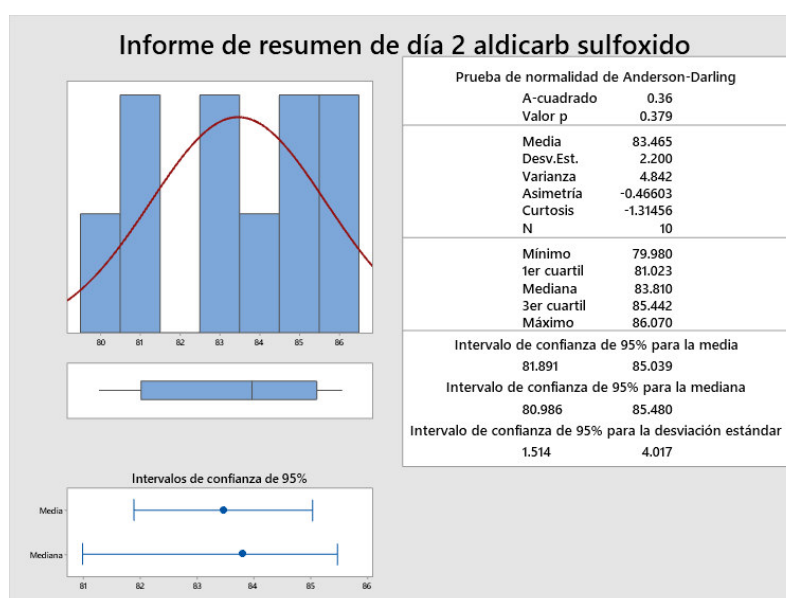 Informe de resumen de día 2 aldicarb sulfoxido
80 81 82 83 84 85 86
Intervalos de confianza de 95%
Media
Mediana
81 82 83 84 85 86
Prueba de normalidad de Anderson-Darling
A-cuadrado 0.36
Valor p 0.379
Media 83.465
Desv.Est. 2.200
Varianza 4.842
Asimetría -0.46603
Curtosis -1.31456
N 10
Mínimo 79.980
1er cuartil 81.023
Mediana 83.810
3er cuartil 85.442
Máximo 86.070
Intervalo de confianza de 95% para la media
81.891 85.039
Intervalo de confianza de 95% para la mediana
80.986 85.480
Intervalo de confianza de 95% para la desviación estándar
1.514 4.017